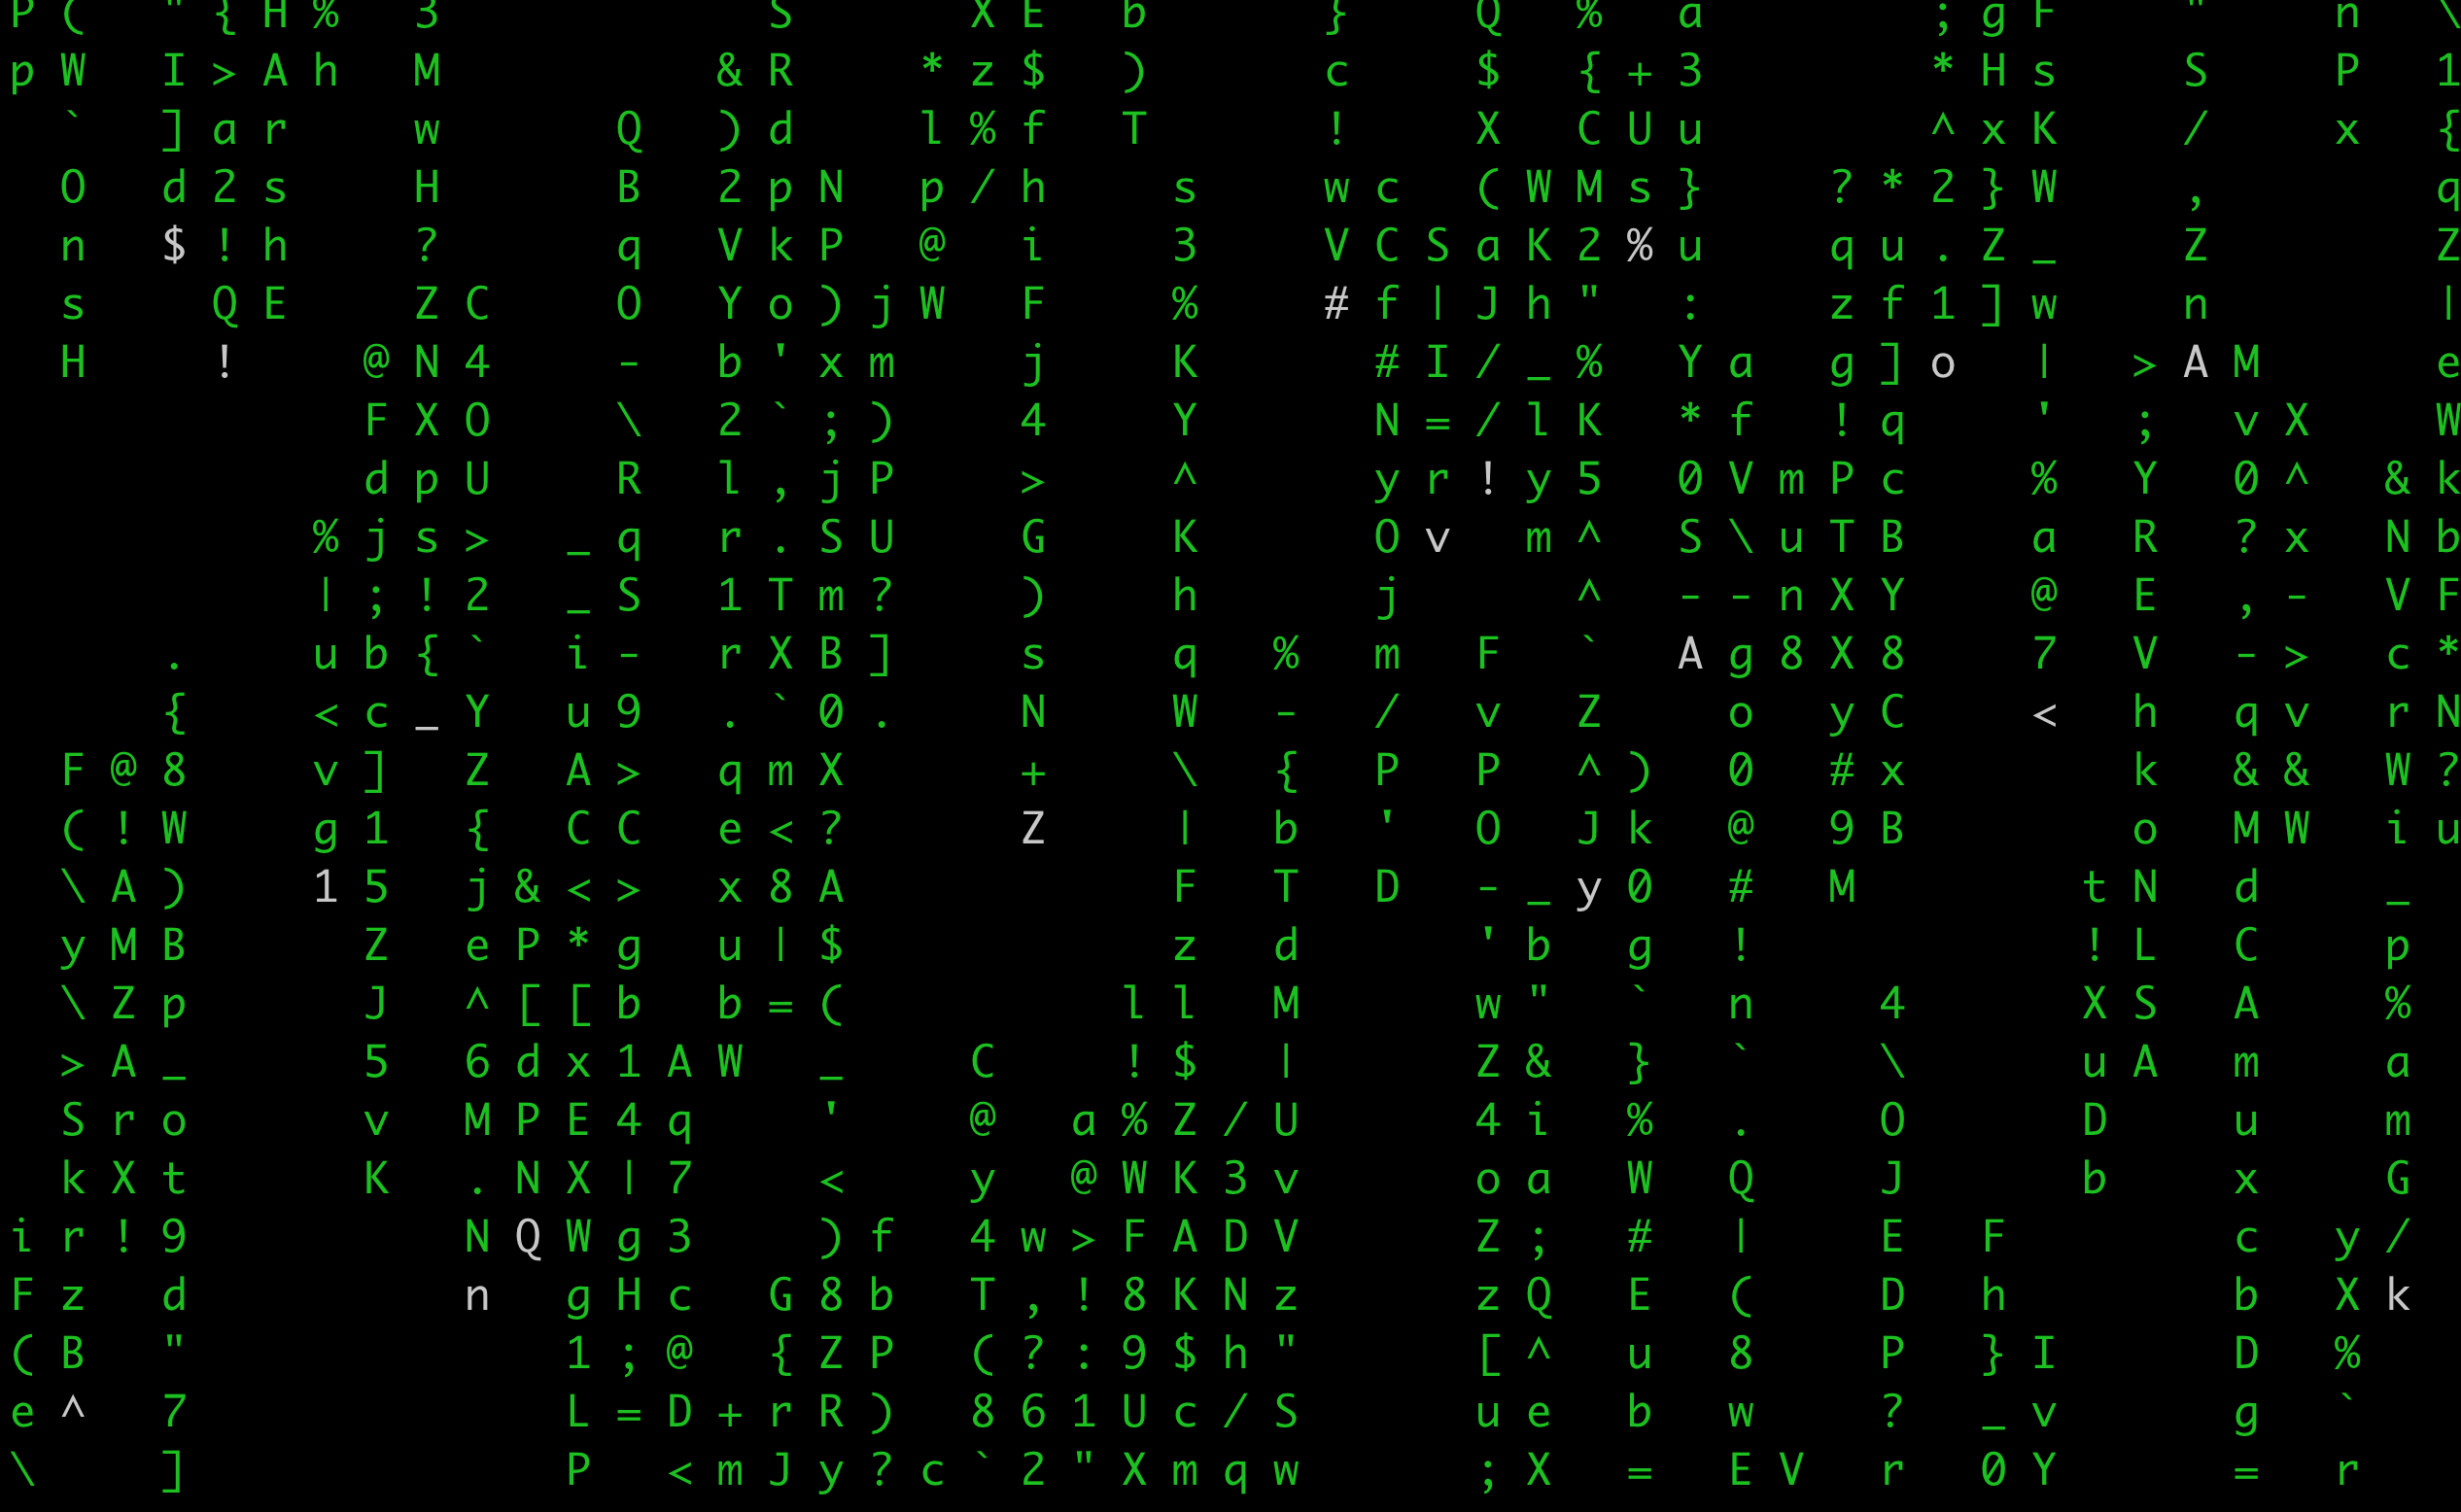 P ( " { H % 3 S X E b } Q % a ; g F " n \
p W I > A h M & R * z $ ) c $ { + 3 * H s S P 1
` ] a r w Q ) d l % f T ! X C U u ^ x K / x {
O d 2 s H B 2 p N p / h s w c ( W M s } ? * 2 } W , q
n $ ! h ? q V k P @ i 3 V C S a K 2 % u q u . Z _ Z Z
s Q E Z C O Y o ) j W F % # f | J h " : z f 1 ] w n |
H ! @ N 4 - b ' x m j K # I / _ % Y a g ] o | > A M e
F X O \ 2 ` ; ) 4 Y N = / l K * f ! q ' ; v X W
d p U R l , j P > ^ y r ! y 5 0 V m P c % Y 0 ^ & k
% j s > _ q r . S U G K O v m ^ S \ u T B a R ? x N b
| ; ! 2 _ S 1 T m ? ) h j ^ - - n X Y @ E , - V F
. u b { ` i - r X B ] s q % m F ` A g 8 X 8 7 V - > c *
{ < c _ Y u 9 . ` 0 . N W - / v Z o y C < h q v r N
F @ 8 v ] Z A > q m X + \ { P P ^ ) 0 # x k & & W ?
( ! W g 1 { C C e < ? Z | b ' O J k @ 9 B o M W i u
\ A ) 1 5 j & < > x 8 A F T D - _ y 0 # M t N d _
y M B Z e P * g u | $ z d ' b g ! ! L C p
\ Z p J ^ [ [ b b = ( l l M w " ` n 4 X S A %
> A _ 5 6 d x 1 A W _ C ! $ | Z & } ` \ u A m a
S r o v M P E 4 q ' @ a % Z / U 4 i % . O D u m
k X t K . N X | 7 < y @ W K 3 v o a W Q J b x G
i r ! 9 N Q W g 3 ) f 4 w > F A D V Z ; # | E F c y /
F z d n g H c G 8 b T , ! 8 K N z z Q E ( D h b X k
( B " 1 ; @ { Z P ( ? : 9 $ h " [ ^ u 8 P } I D %
e ^ 7 L = D + r R ) 8 6 1 U c / S u e b w ? _ v g `
\ ] P < m J y ? c ` 2 " X m q w ; X = E V r 0 Y = r